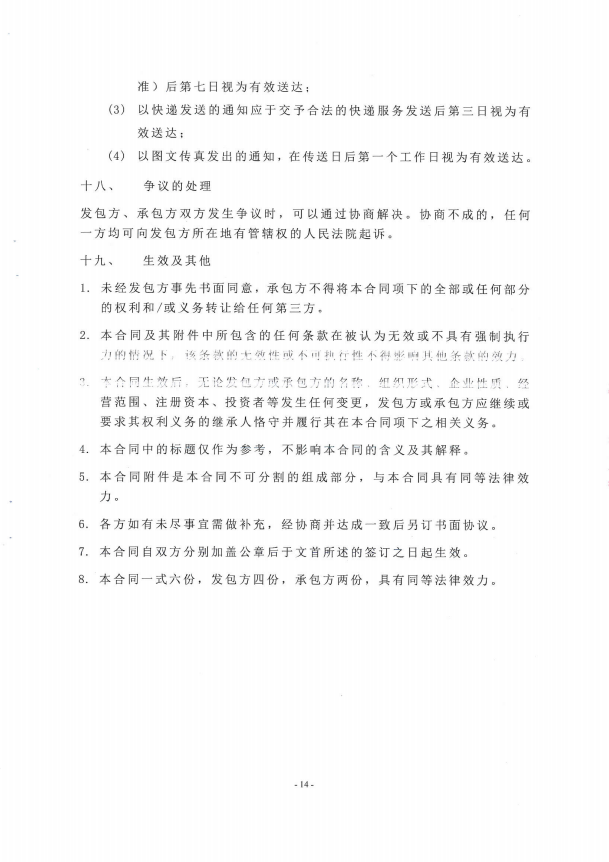 准）后第七日视为有效送达；
(3) 以快递发送的通知应于交予合法的快递服务发送后第三日视为有
效送达；
(4) 以图文传真发出的通知，在传送日后第一个工作日视为有效送达。
十八、 争议的处理
发包方、承包方双方发生争议时，可以通过协商解决。协商不成的，任何
一方均可向发包方所在地有管辖权的人民法院起诉。
十九、 生效及其他
1. 未经发包方事先书面同意，承包方不得将本合同项下的全部或任何部分
的权利和/或义务转让给任何第三方。
2. 本合同及其附件中所包含的任何条款在被认为无效或不具有强制执行
力的情况下，该条款的无效性或不可执行性不得影响其他条款的效力。
3. 本合同生效后，无论发包方或承包方的名称、组织形式、企业性质、经
营范围、注册资本、投资者等发生任何变更，发包方或承包方应继续或
要求其权利义务的继承人恪守并履行其在本合同项下之相关义务。
4. 本合同中的标题仅作为参考，不影响本合同的含义及其解释。
5. 本合同附件是本合同不可分割的组成部分，与本合同具有同等法律效
力。
6. 各方如有未尽事宜需做补充，经协商并达成一致后另订书面协议。
7. 本合同自双方分别加盖公章后于文首所述的签订之日起生效。
8. 本合同一式六份，发包方四份，承包方两份，具有同等法律效力。
- 14 -